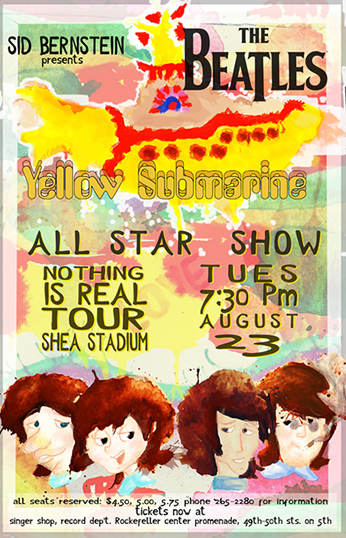 SID BERNSTEIN
presents
THE
BEATLES
Yellow Submarine
ALL STAR SHOW
NOTHING
IS REAL
TOUR
SHEA STADIUM
TUES
7:30 Pm
AUGUST
23
all seats reserved: $4.50, 5.00, 5.75 phone *265-2280 for information
tickets now at
singer shop, record dep't. Rockefeller center promenade, 49th-50th sts. on 5th